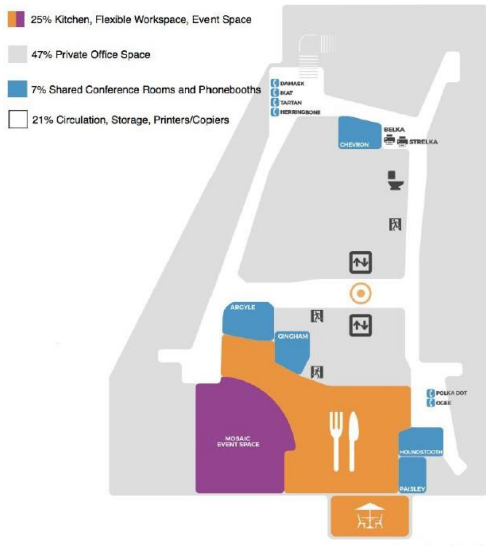 25% Kitchen, Flexible Workspace, Event Space
47% Private Office Space
7% Shared Conference Rooms and Phonebooths
21% Circulation, Storage, Printers/Copiers
DAMASK
IKAT
TARTAN
HERRINGBONE
CHEVRON
BELKA
STRELKA
ARGYLE
GINGHAM
MOSAIC
EVENT SPACE
POLKA DOT
OGEE
HOUNDSTOOTH
PAISLEY